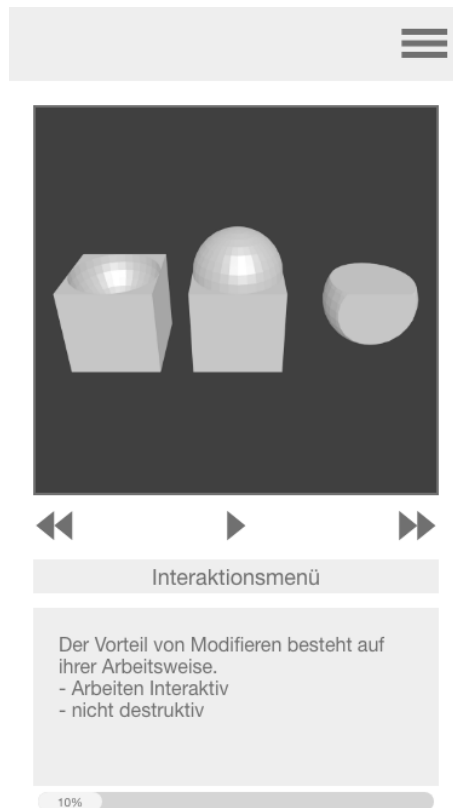 Interaktionsmenü
Der Vorteil von Modifieren besteht auf
ihrer Arbeitsweise.
- Arbeiten Interaktiv
- nicht destruktiv
10%